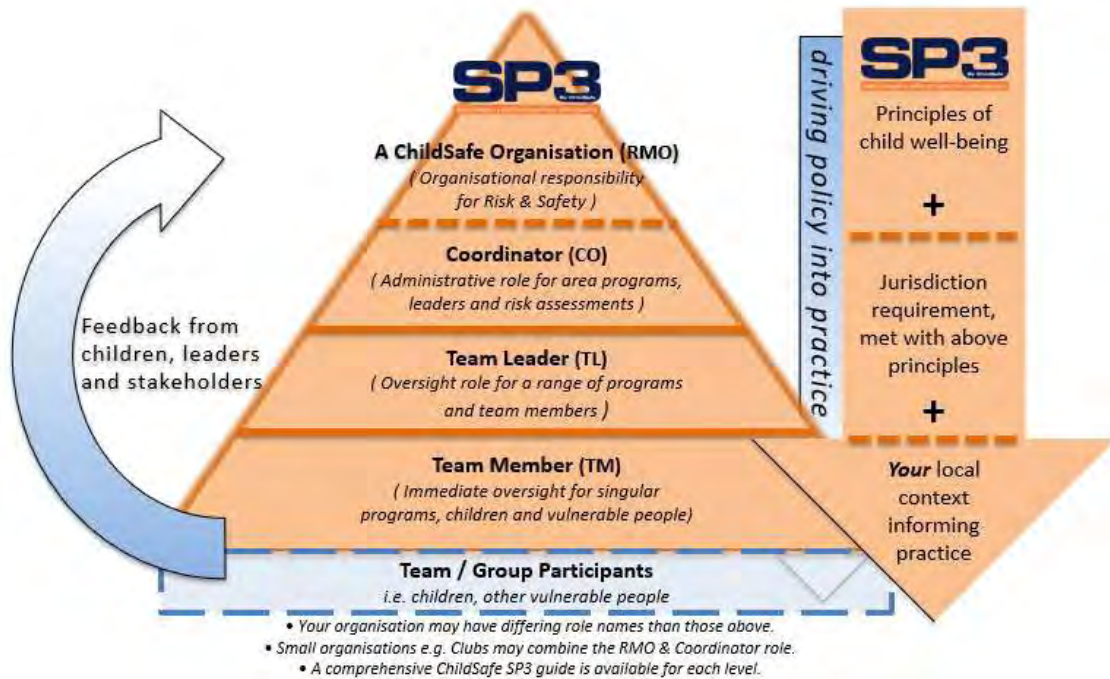 SP3
A ChildSafe Organisation (RMO)
( Organisational responsibility
for Risk & Safety )
Coordinator (CO)
( Administrative role for area programs,
leaders and risk assessments )
Team Leader (TL)
( Oversight role for a range of programs
and team members )
Team Member (TM)
( Immediate oversight for singular
programs, children and vulnerable people)
Team / Group Participants
i.e. children, other vulnerable people
• Your organisation may have differing role names than those above.
• Small organisations e.g. Clubs may combine the RMO & Coordinator role.
• A comprehensive ChildSafe SP3 guide is available for each level.
Feedback from
children, leaders
and stakeholders
driving policy into practice
SP3
Principles of
child well-being
+
Jurisdiction
requirement,
met with above
principles
+
Your local
context
informing
practice